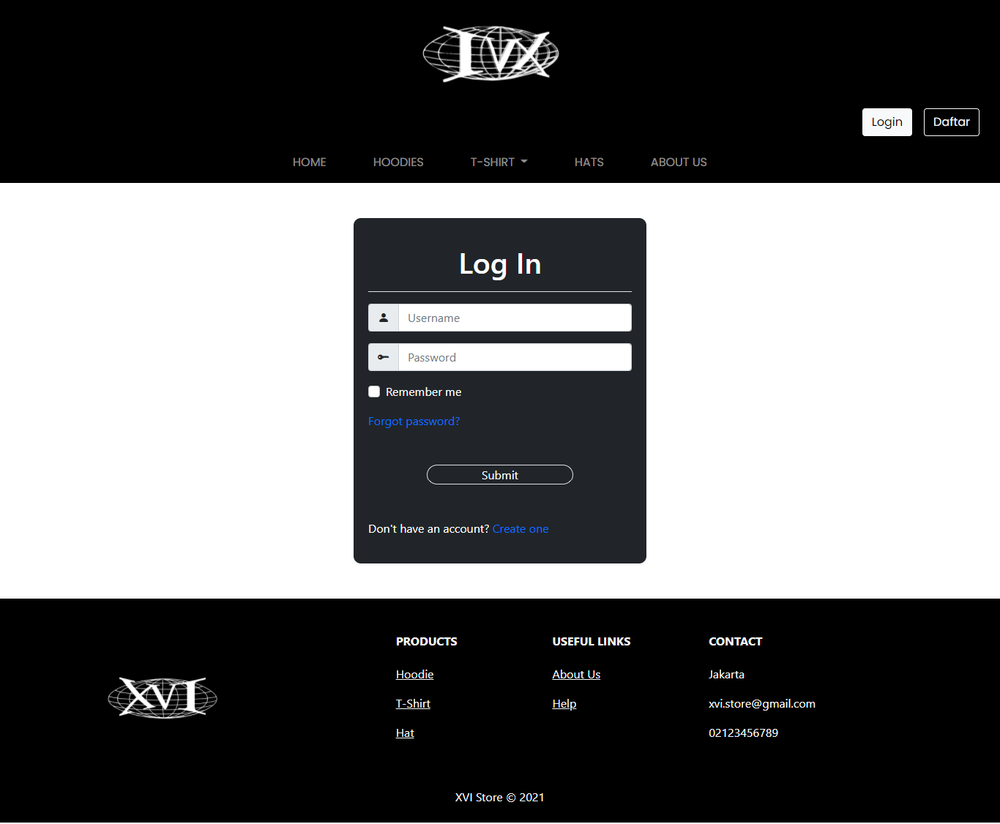 IVX
Login
Daftar
HOME
HOODIES
T-SHIRT
HATS
ABOUT US
Log In
Username
Password
Remember me
Forgot password?
Submit
Don't have an account? Create one
XVI
PRODUCTS
Hoodie
T-Shirt
Hat
USEFUL LINKS
About Us
Help
CONTACT
Jakarta
xvi.store@gmail.com
02123456789
XVI Store © 2021